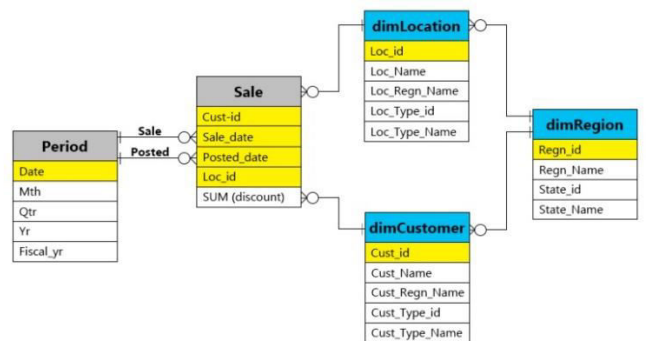 Period
Date
Mth
Qtr
Yr
Fiscal_yr
Sale
Posted
Sale
Cust-id
Sale_date
Posted_date
Loc_id
SUM (discount)
dimLocation
Loc_id
Loc_Name
Loc_Regn_Name
Loc_Type_id
Loc_Type_Name
dimCustomer
Cust_id
Cust_Name
Cust_Regn_Name
Cust_Type_id
Cust_Type_Name
dimRegion
Regn_id
Regn_Name
State_id
State_Name